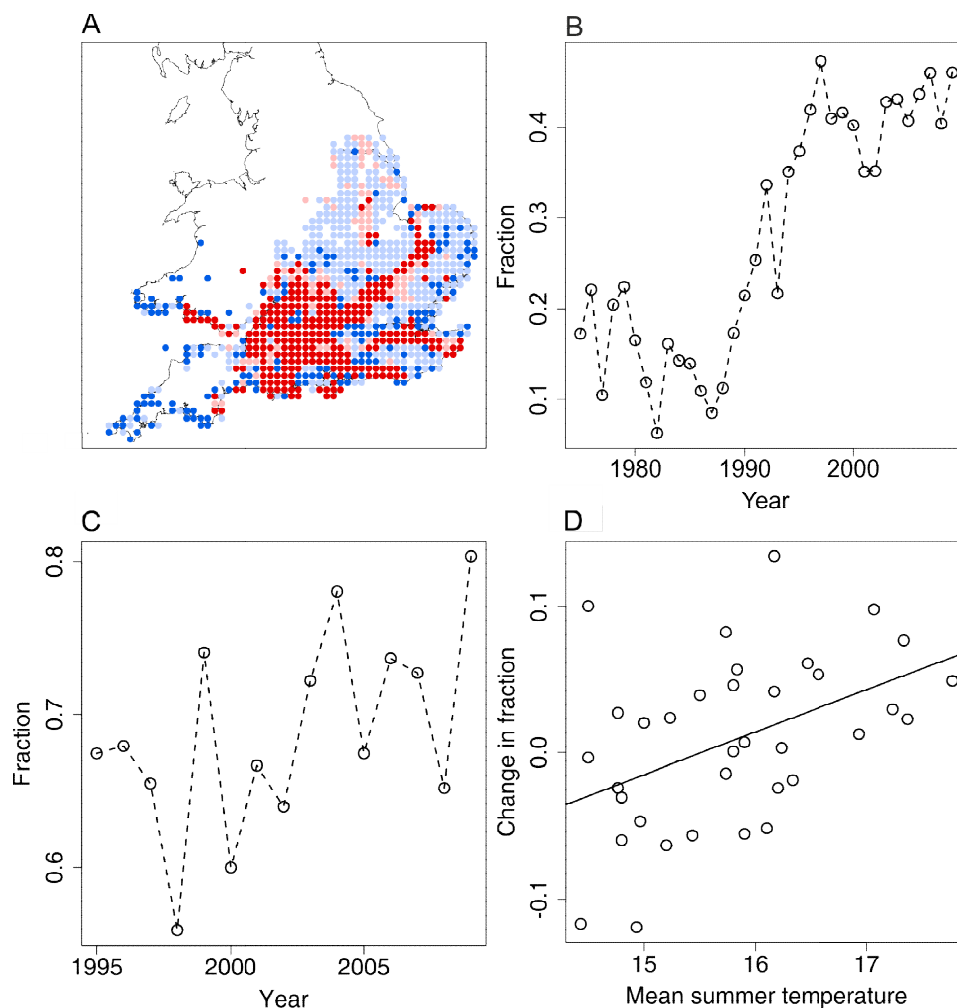 A
B
Fraction
0.1
0.2
0.3
0.4
1980
1990
2000
Year
C
Fraction
0.6
0.7
0.8
1995
2000
2005
Year
D
Change in fraction
-0.1
0.0
0.1
15
16
17
Mean summer temperature